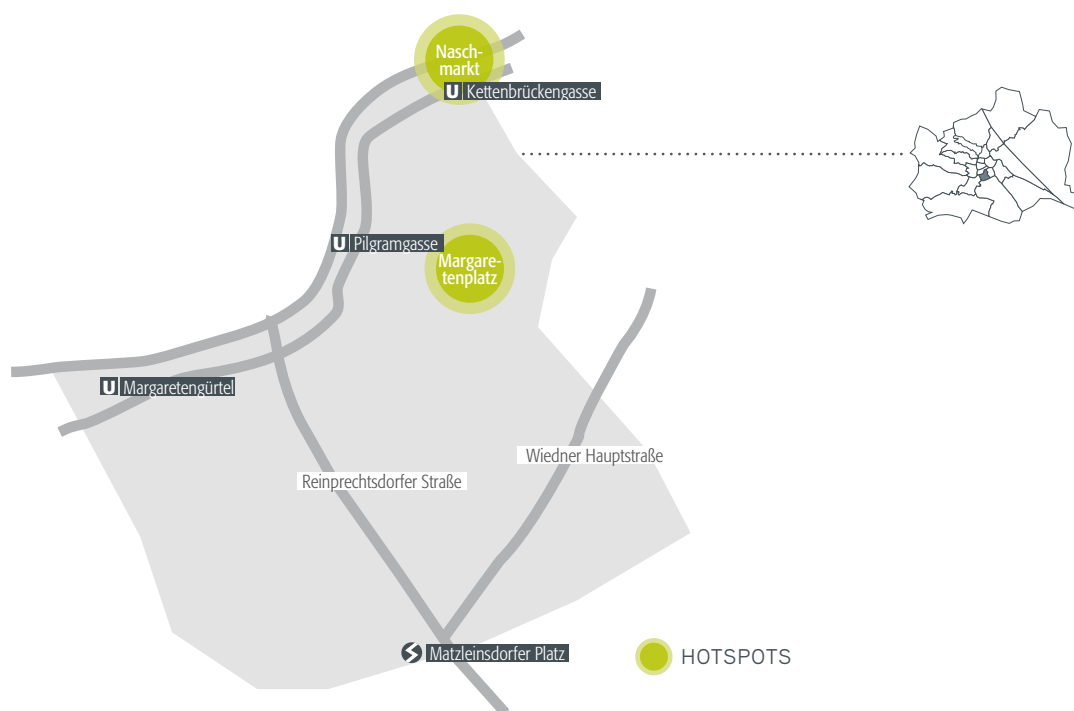 Nasch-
markt
U Kettenbrückengasse
U Pilgramgasse
Margare-
tenplatz
U Margaretengürtel
Wiedner Hauptstraße
Reinprechtsdorfer Straße
Matzleinsdorfer Platz
HOTSPOTS